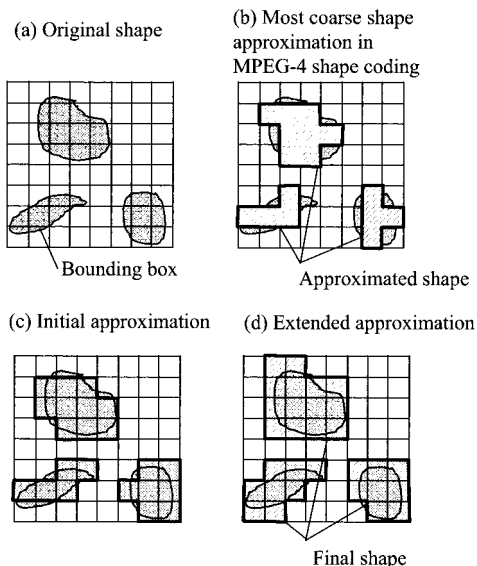 (a) Original shape
(b) Most coarse shape
approximation in
MPEG-4 shape coding
Bounding box
Approximated shape
(c) Initial approximation
(d) Extended approximation
Final shape